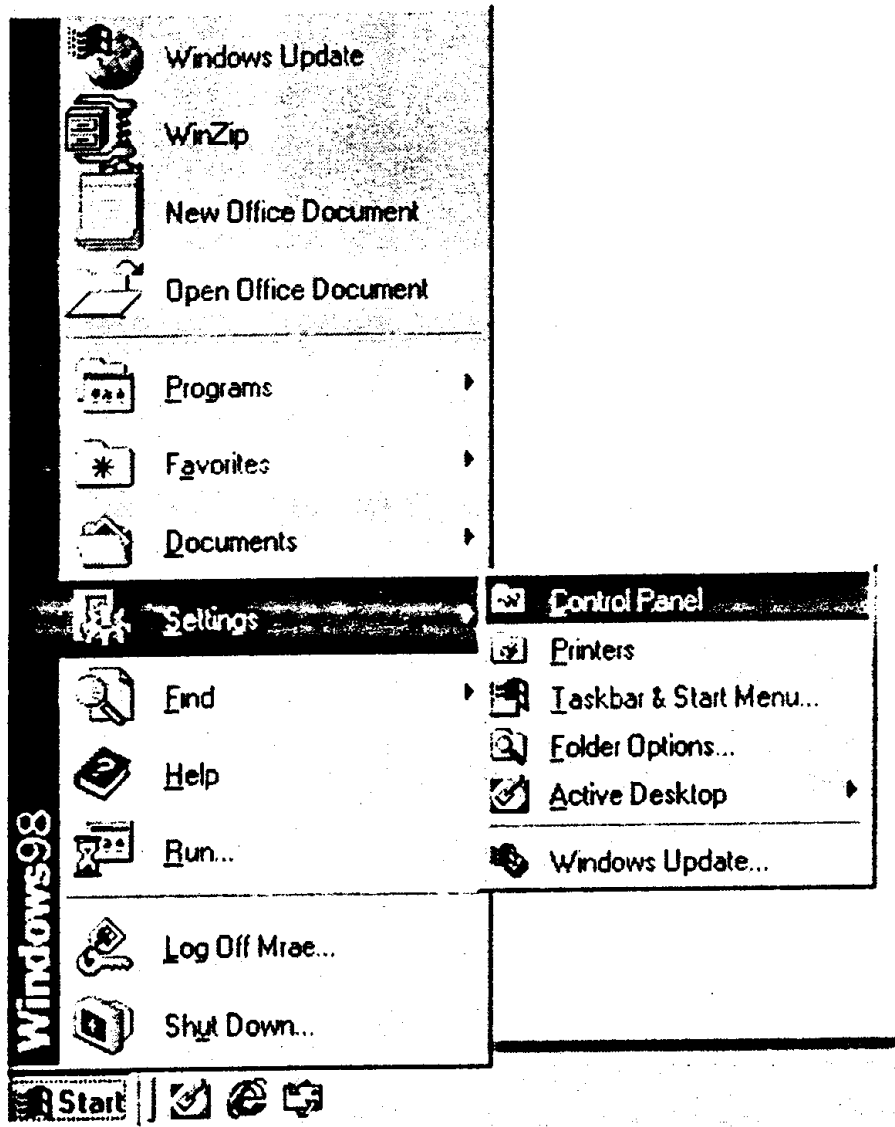 Windows Update
WinZip
New Office Document
Open Office Document
Programs
Favorites
Documents
Settings
Find
Help
Run...
Log Off Mrae...
Shut Down...
Control Panel
Printers
Taskbar & Start Menu...
Folder Options...
Active Desktop
Windows Update...
Windows98
Start